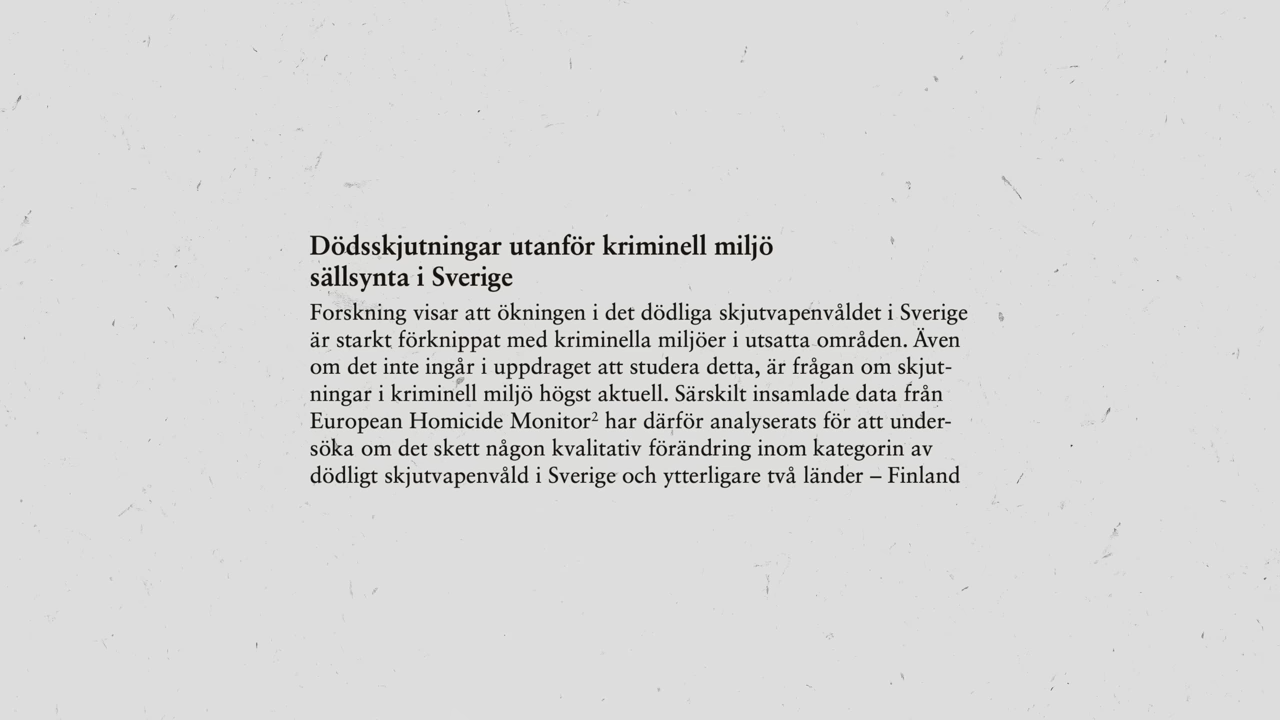 Dödsskjutningar utanför kriminell miljö
sällsynta i Sverige
Forskning visar att ökningen i det dödliga skjutvapenvåldet i Sverige
är starkt förknippat med kriminella miljöer i utsatta områden. Även
om det inte ingår i uppdraget att studera detta, är frågan om skjut-
ningar i kriminell miljö högst aktuell. Särskilt insamlade data från
European Homicide Monitor² har därför analyserats för att under-
söka om det skett någon kvalitativ förändring inom kategorin av
dödligt skjutvapenvåld i Sverige och ytterligare två länder – Finland